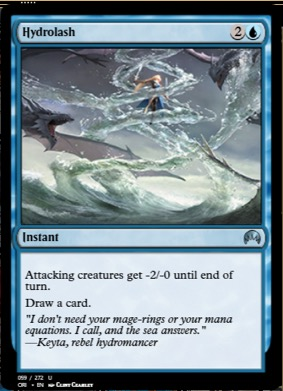 Hydrolash 2
Instant
Attacking creatures get -2/-0 until end of
turn.
Draw a card.
"I don't need your mage-rings or your mana
equations. I call, and the sea answers."
—Keyta, rebel hydromancer
059 / 272 U
ORI • EN Clint Cearley